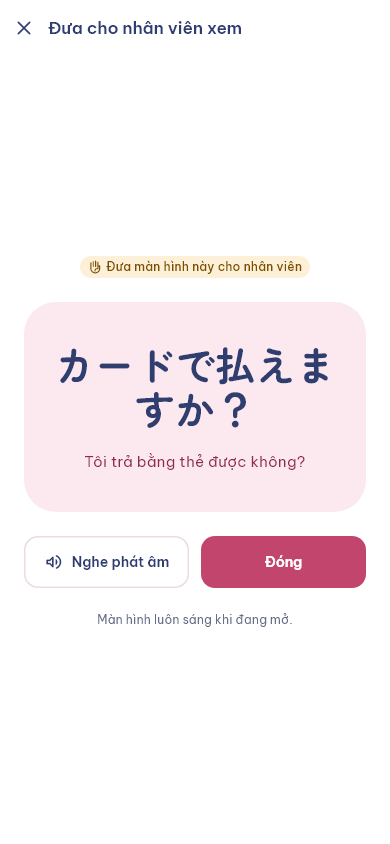 Đưa cho nhân viên xem
Đưa màn hình này cho nhân viên
カードで払えま
すか？
Tôi trả bằng thẻ được không?
Nghe phát âm
Đóng
Màn hình luôn sáng khi đang mở.